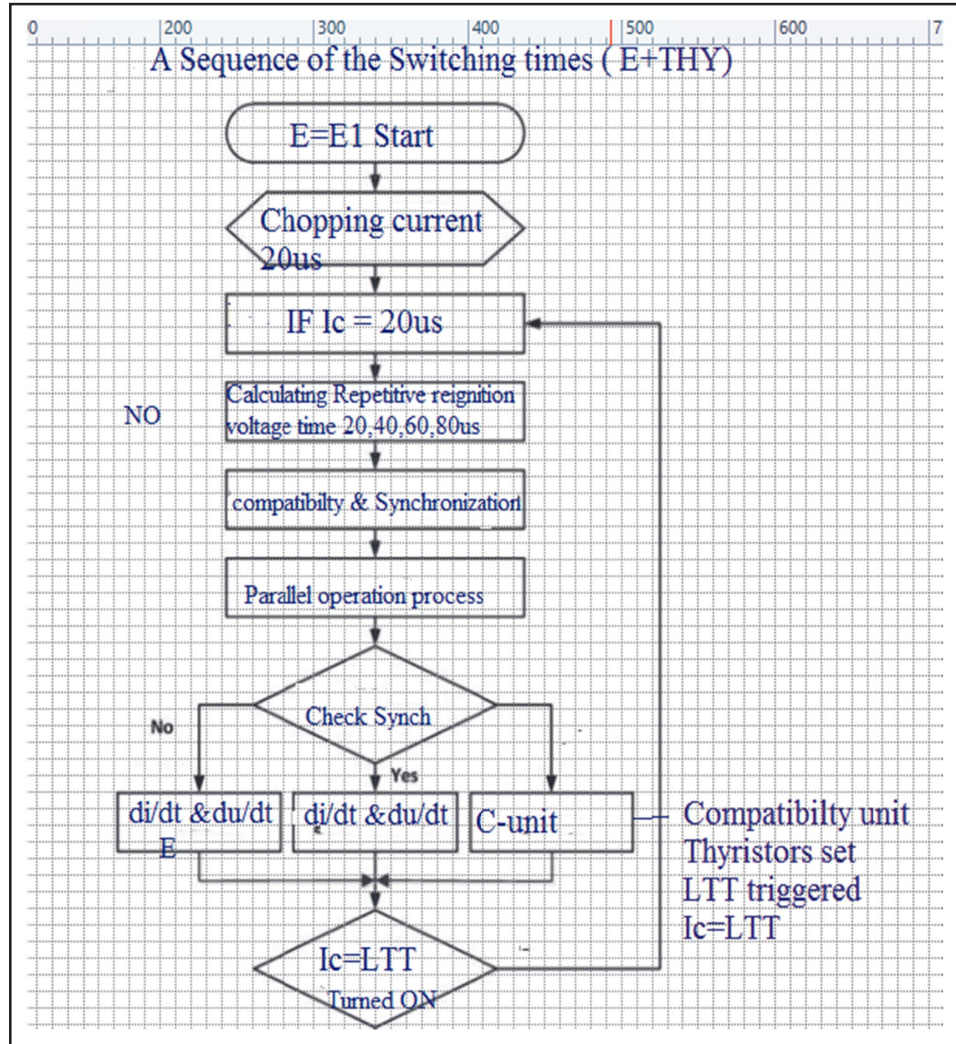 0 200 300 400 500 600 7
A Sequence of the Switching times ( E+THY)
E=E1 Start
Chopping current
20us
IF Ic = 20us
NO
Calculating Repetitive reignition
voltage time 20,40,60,80us
compatibilty & Synchronization
Parallel operation process
Check Synch
No
Yes
di/dt &du/dt
E
di/dt &du/dt
C-unit
Compatibilty unit
Thyristors set
LTT triggered
Ic=LTT
Ic=LTT
Turned ON